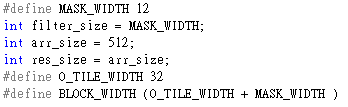 #define MASK_WIDTH 12
int filter_size = MASK_WIDTH;
int arr_size = 512;
int res_size = arr_size;
#define O_TILE_WIDTH 32
#define BLOCK_WIDTH (O_TILE_WIDTH + MASK_WIDTH )